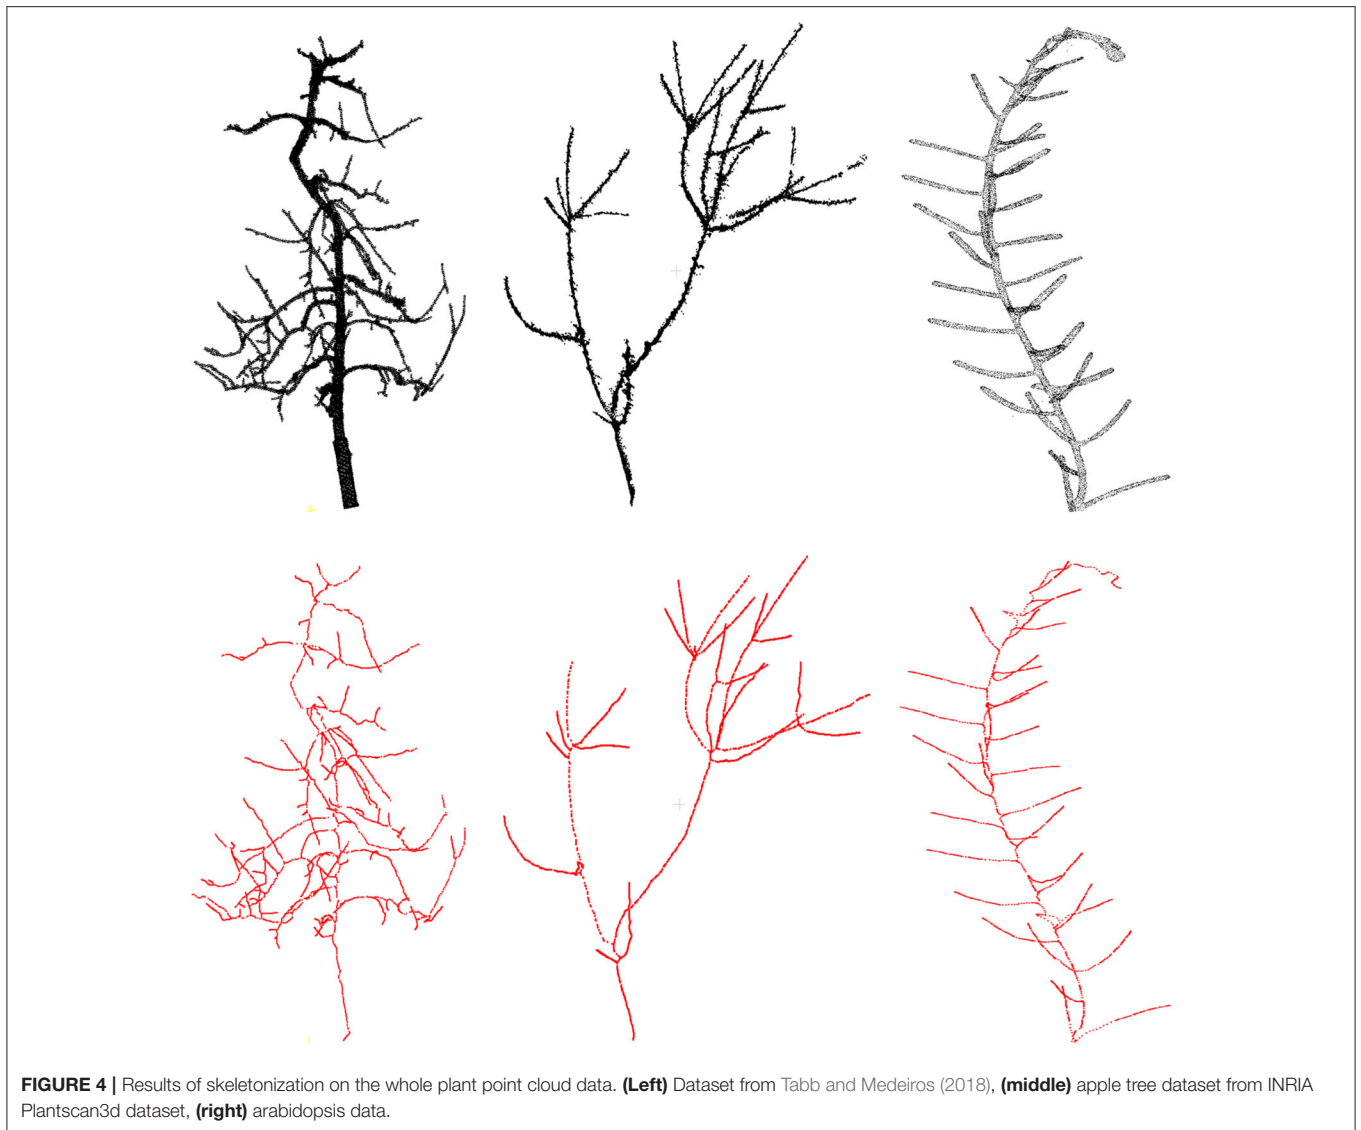 FIGURE 4 | Results of skeletonization on the whole plant point cloud data. (Left) Dataset from Tabb and Medeiros (2018), (middle) apple tree dataset from INRIA
Plantscan3d dataset, (right) arabidopsis data.